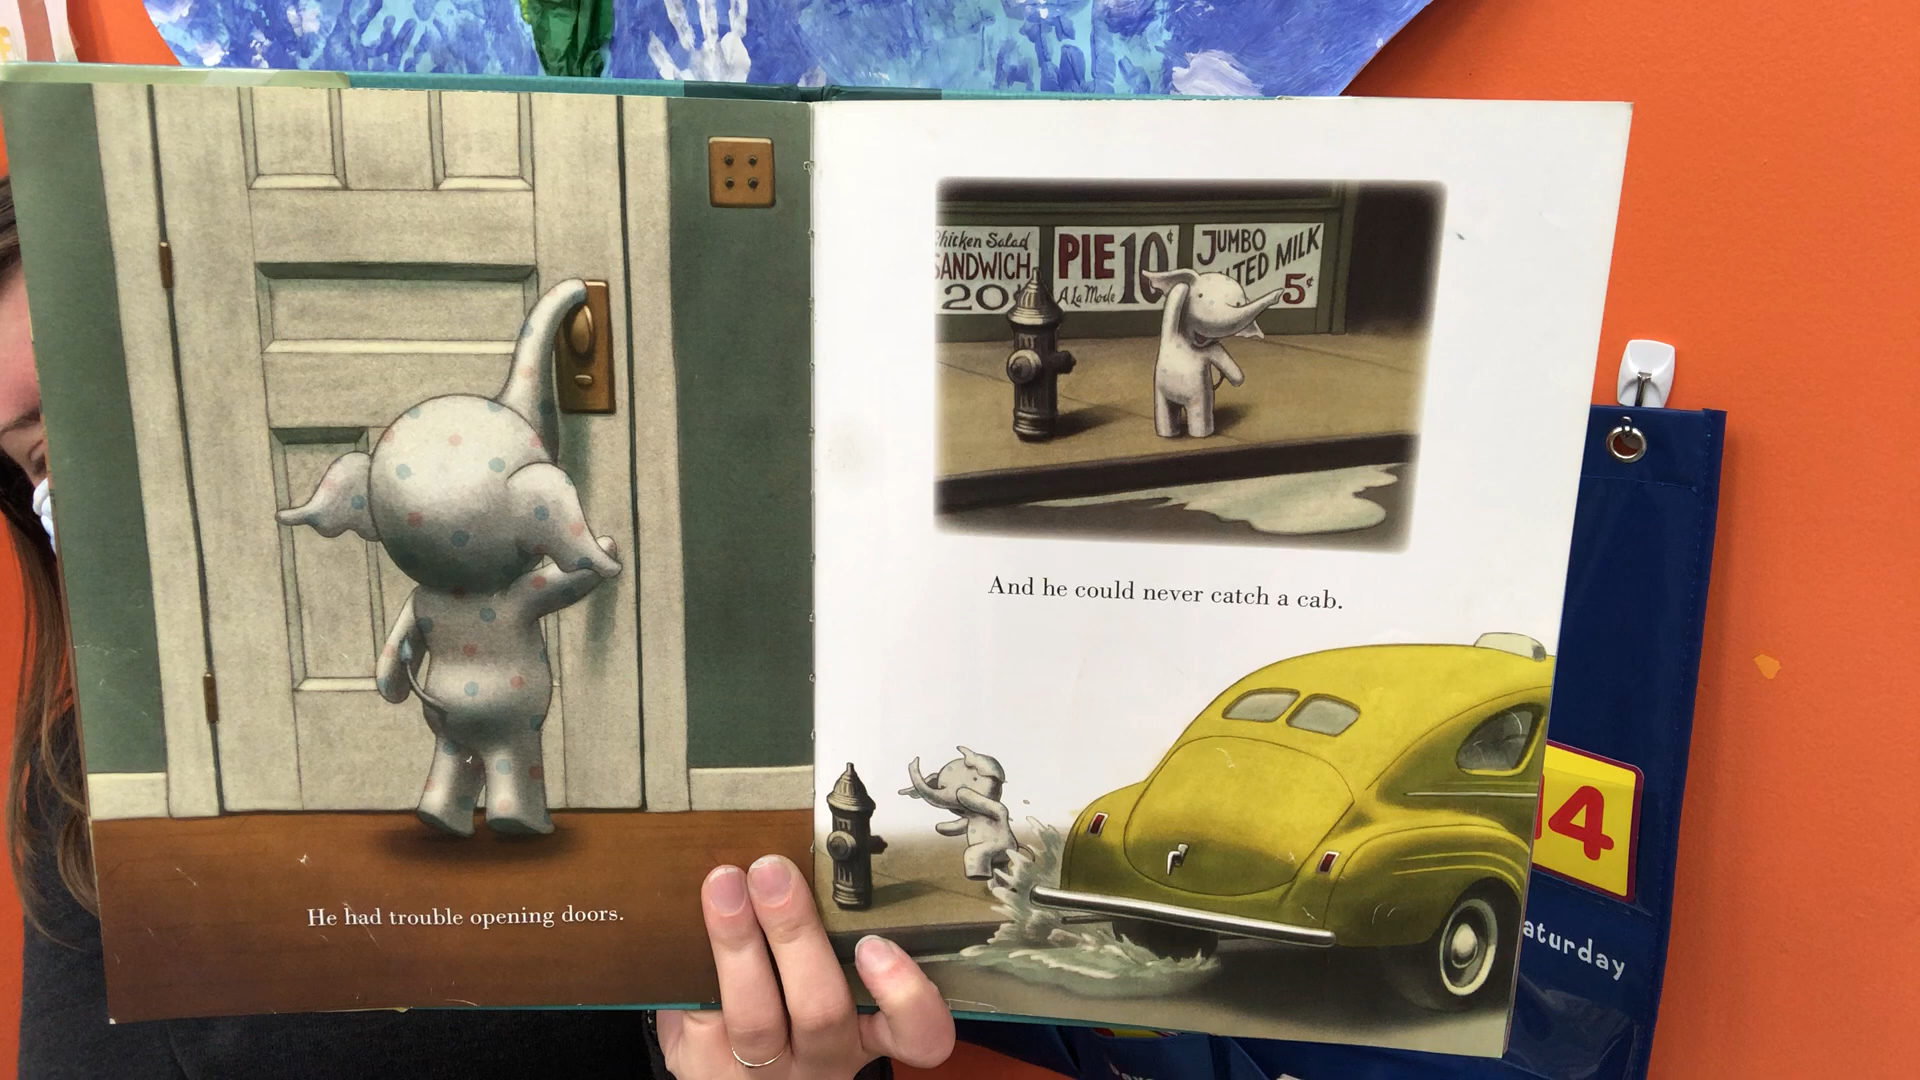 He had trouble opening doors.
Chicken Salad
SANDWICH
20¢
PIE 10¢
A La Mode
JUMBO
MILK
5¢
And he could never catch a cab.
14
aturday